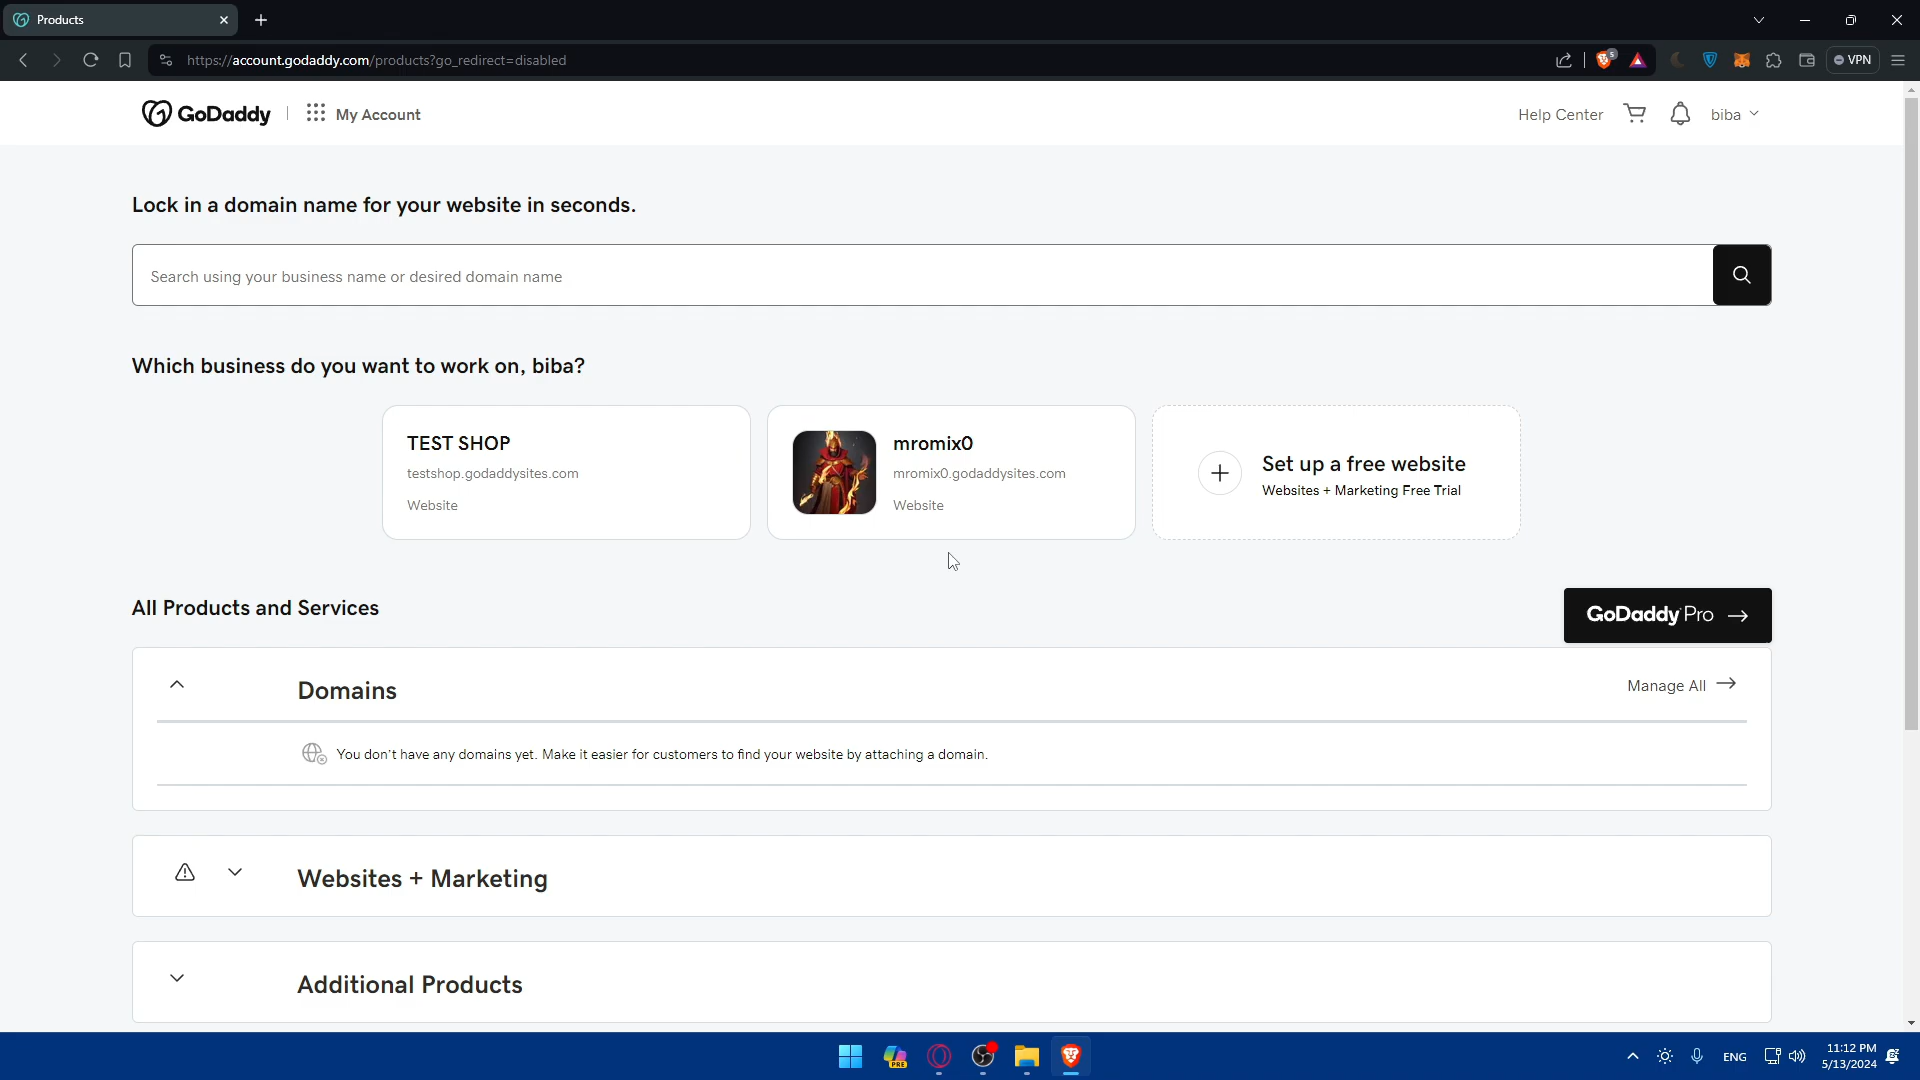 Products
https://account.godaddy.com/products?go_redirect=disabled
5
VPN
GoDaddy
My Account
Help Center
biba
Lock in a domain name for your website in seconds.
Search using your business name or desired domain name
Which business do you want to work on, biba?
TEST SHOP
testshop.godaddysites.com
Website
mromix0
mromix0.godaddysites.com
Website
Set up a free website
Websites + Marketing Free Trial
All Products and Services
GoDaddy Pro
Domains
Manage All
You don't have any domains yet. Make it easier for customers to find your website by attaching a domain.
Websites + Marketing
Additional Products
PRE
ENG
11:12 PM
5/13/2024